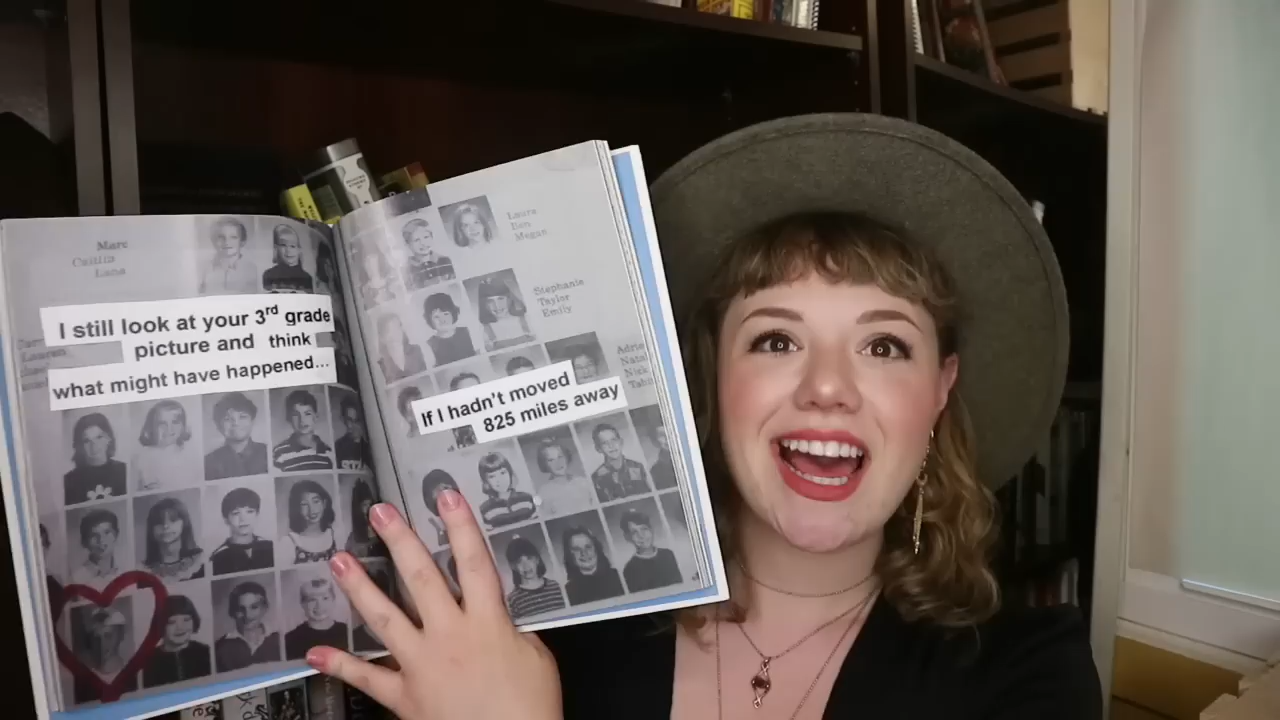 Marc
Caitlin
Lana
I still look at your 3rd grade
picture and think
what might have happened...
Lauren
Laura
Dan
Megan
Stephanie
Taylor
Emily
If I hadn't moved
825 miles away